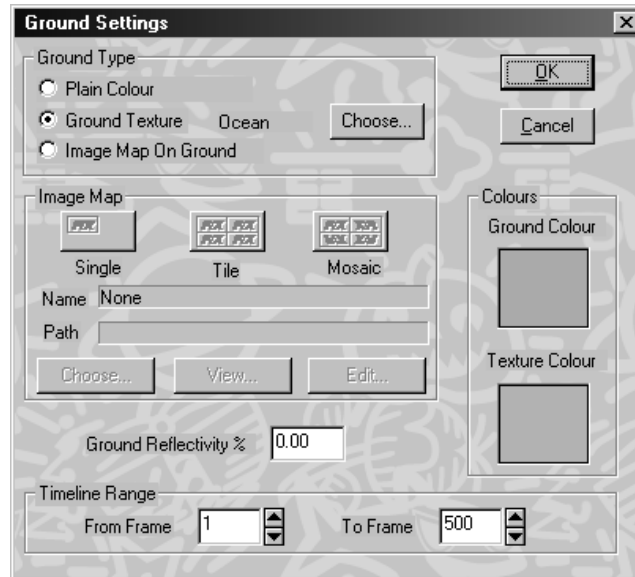 Ground Settings
Ground Type
Plain Colour
Ground Texture Ocean Choose...
Image Map On Ground
OK
Cancel
Image Map
Single Tile Mosaic
Name None
Path
Choose... View... Edit...
Colours
Ground Colour
Texture Colour
Ground Reflectivity % 0.00
Timeline Range
From Frame 1 To Frame 500